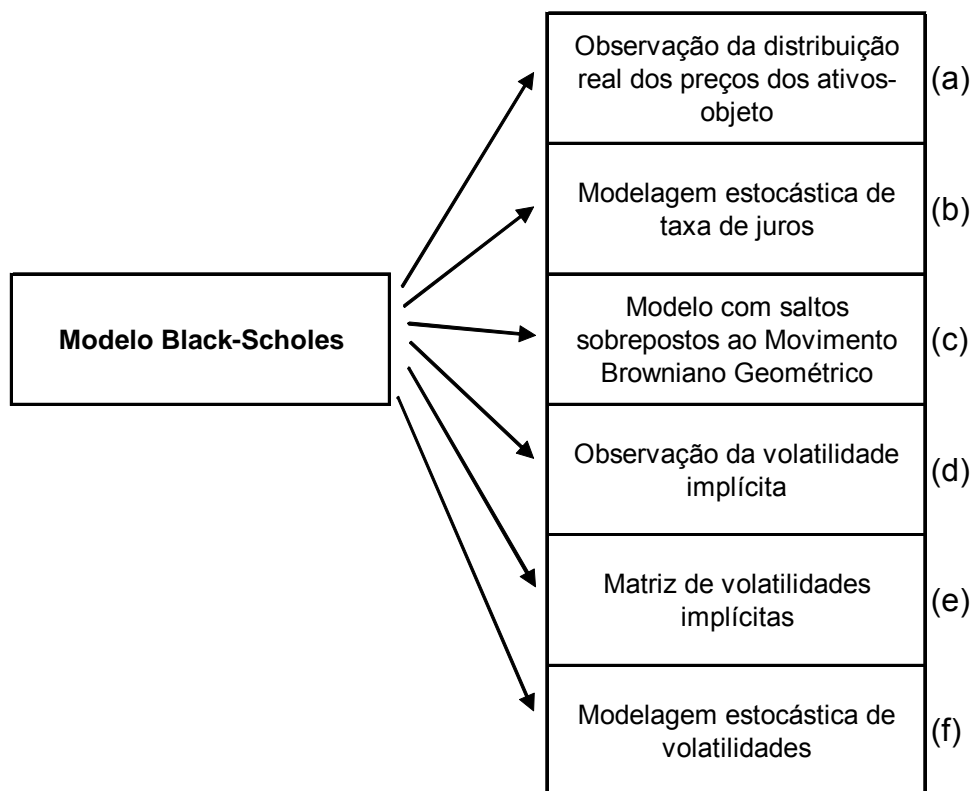 Observação da distribuição
real dos preços dos ativos-
objeto
(a)
Modelagem estocástica de
taxa de juros
(b)
Modelo Black-Scholes
Modelo com saltos
sobrepostos ao Movimento
Browniano Geométrico
(c)
Observação da volatilidade
implícita
(d)
Matriz de volatilidades
implícitas
(e)
Modelagem estocástica de
volatilidades
(f)